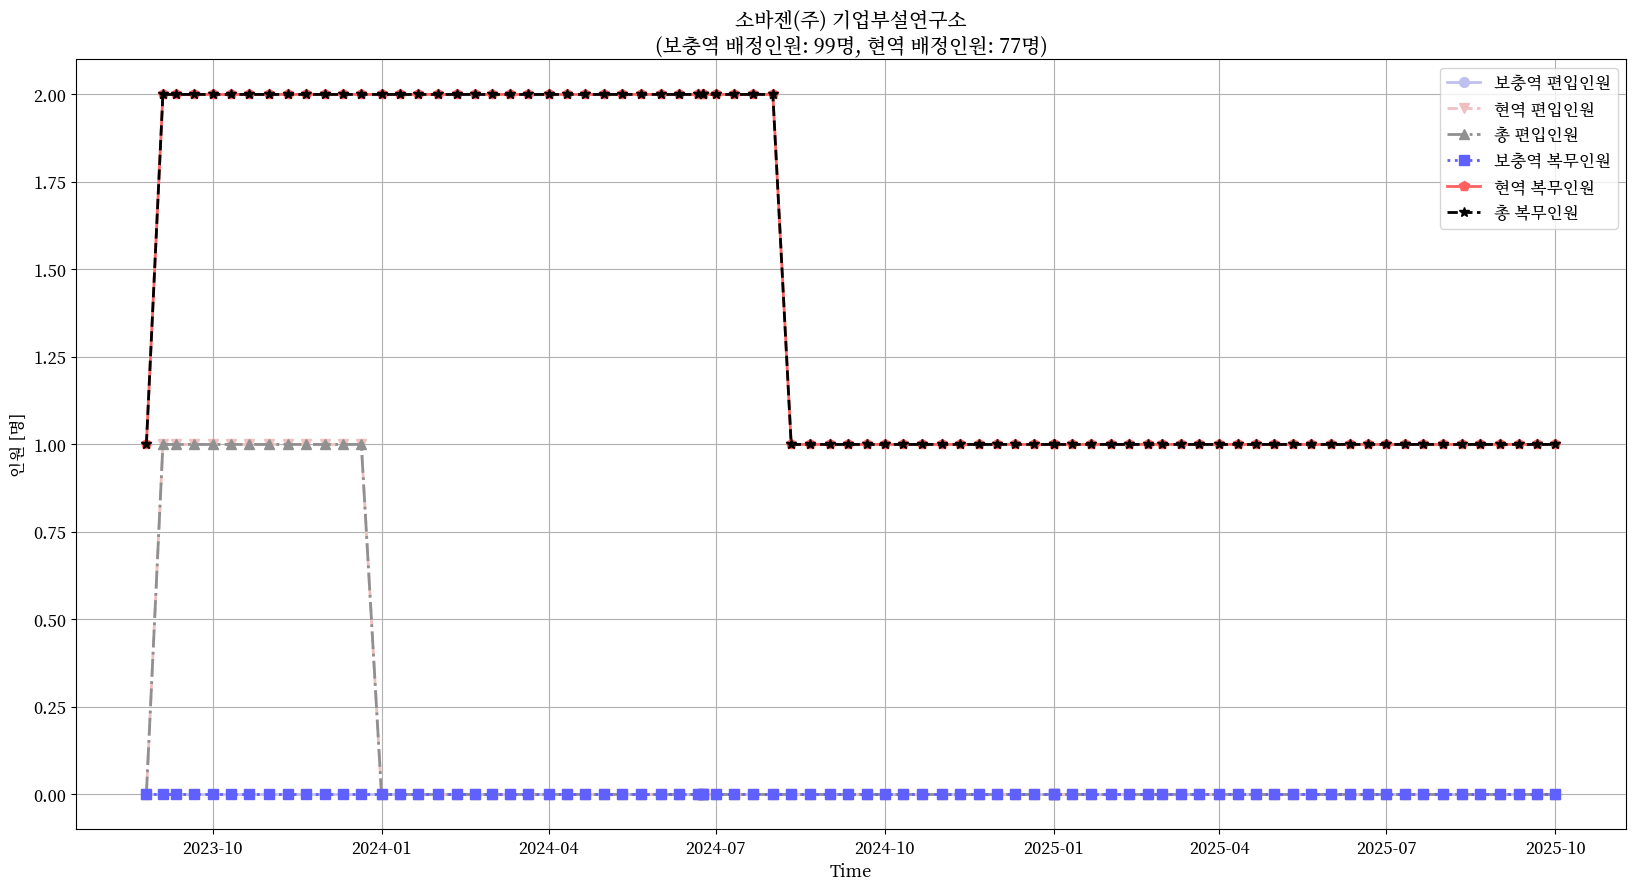 소바젠(주) 기업부설연구소
(보충역 배정인원: 99명, 현역 배정인원: 77명)
보충역 편입인원
현역 편입인원
총 편입인원
보충역 복무인원
현역 복무인원
총 복무인원
2.00
1.75
1.50
1.25
1.00
0.75
0.50
0.25
0.00
인원 [명]
2023-10
2024-01
2024-04
2024-07
2024-10
2025-01
2025-04
2025-07
2025-10
Time